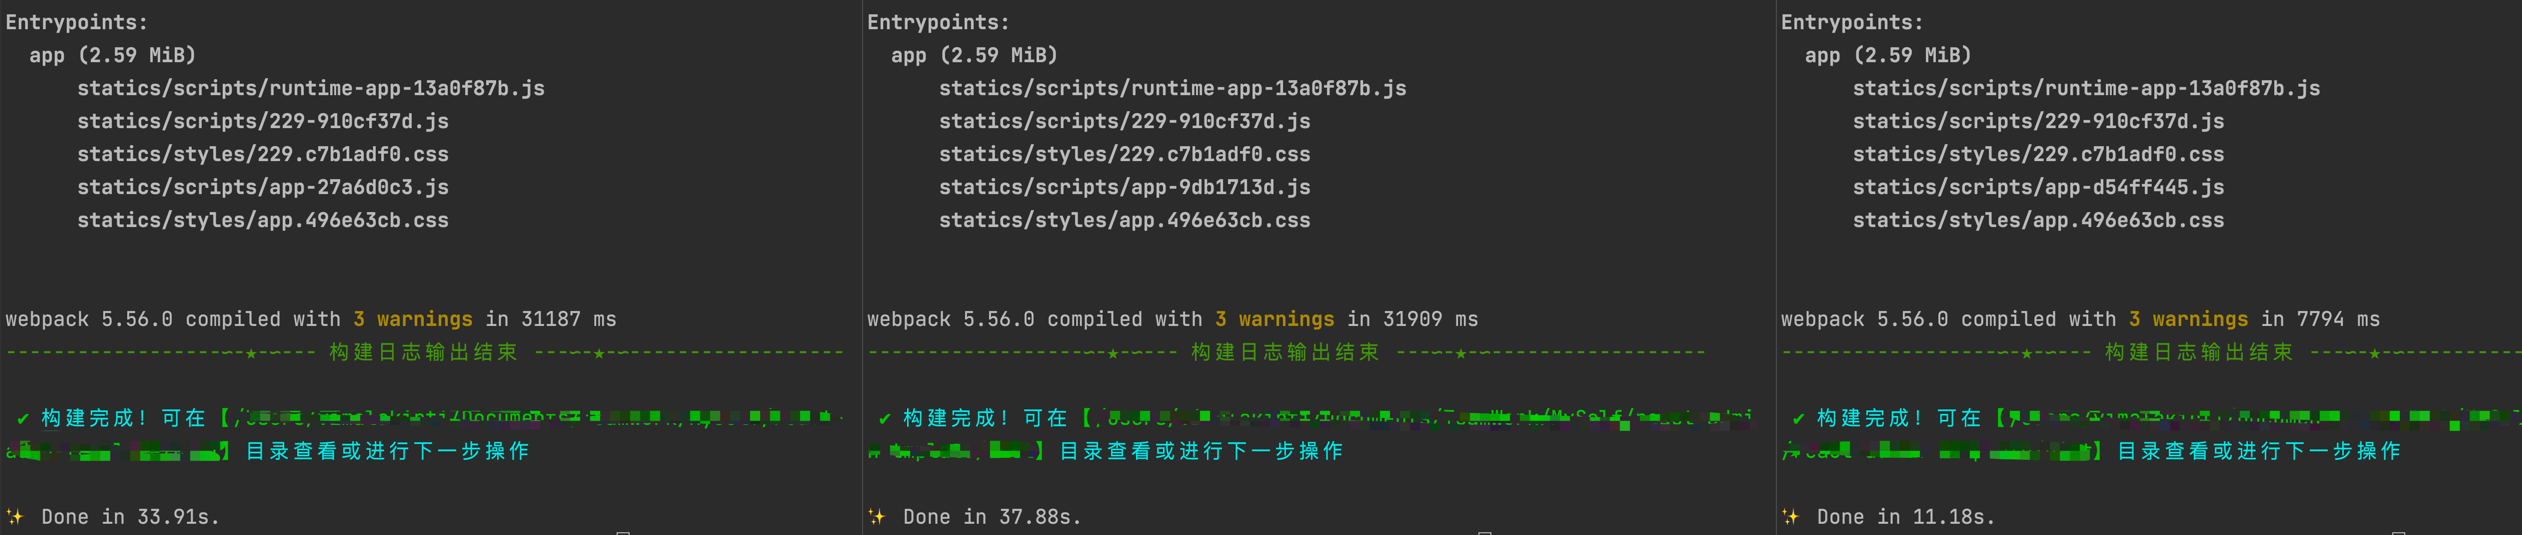 Entrypoints:
app (2.59 MiB)
statics/scripts/runtime-app-13a0f87b.js
statics/scripts/229-910cf37d.js
statics/styles/229.c7b1adf0.css
statics/scripts/app-27a6d0c3.js
statics/styles/app.496e63cb.css
webpack 5.56.0 compiled with 3 warnings in 31187 ms
------------------~-★-~---- 构建日志输出结束 ----~-★-~------------------
✔ 构建完成！可在【
】目录查看或进行下一步操作
✨ Done in 33.91s.
Entrypoints:
app (2.59 MiB)
statics/scripts/runtime-app-13a0f87b.js
statics/scripts/229-910cf37d.js
statics/styles/229.c7b1adf0.css
statics/scripts/app-9db1713d.js
statics/styles/app.496e63cb.css
webpack 5.56.0 compiled with 3 warnings in 31909 ms
------------------~-★-~---- 构建日志输出结束 ----~-★-~------------------
✔ 构建完成！可在【
】目录查看或进行下一步操作
✨ Done in 37.88s.
Entrypoints:
app (2.59 MiB)
statics/scripts/runtime-app-13a0f87b.js
statics/scripts/229-910cf37d.js
statics/styles/229.c7b1adf0.css
statics/scripts/app-d54ff445.js
statics/styles/app.496e63cb.css
webpack 5.56.0 compiled with 3 warnings in 7794 ms
------------------~-★-~---- 构建日志输出结束 ----~-★-~-----------
✔ 构建完成！可在【
】目录查看或进行下一步操作
✨ Done in 11.18s.